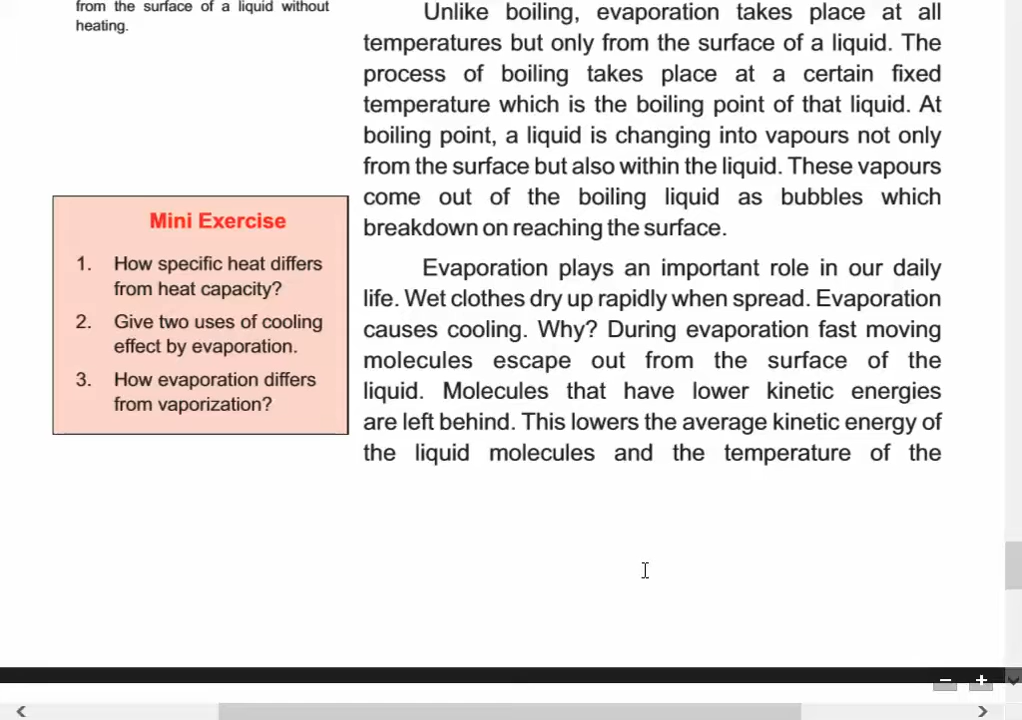 from the surface of a liquid without
heating.
Mini Exercise
1. How specific heat differs
from heat capacity?
2. Give two uses of cooling
effect by evaporation.
3. How evaporation differs
from vaporization?
Unlike boiling, evaporation takes place at all
temperatures but only from the surface of a liquid. The
process of boiling takes place at a certain fixed
temperature which is the boiling point of that liquid. At
boiling point, a liquid is changing into vapours not only
from the surface but also within the liquid. These vapours
come out of the boiling liquid as bubbles which
breakdown on reaching the surface.
Evaporation plays an important role in our daily
life. Wet clothes dry up rapidly when spread. Evaporation
causes cooling. Why? During evaporation fast moving
molecules escape out from the surface of the
liquid. Molecules that have lower kinetic energies
are left behind. This lowers the average kinetic energy of
the liquid molecules and the temperature of the